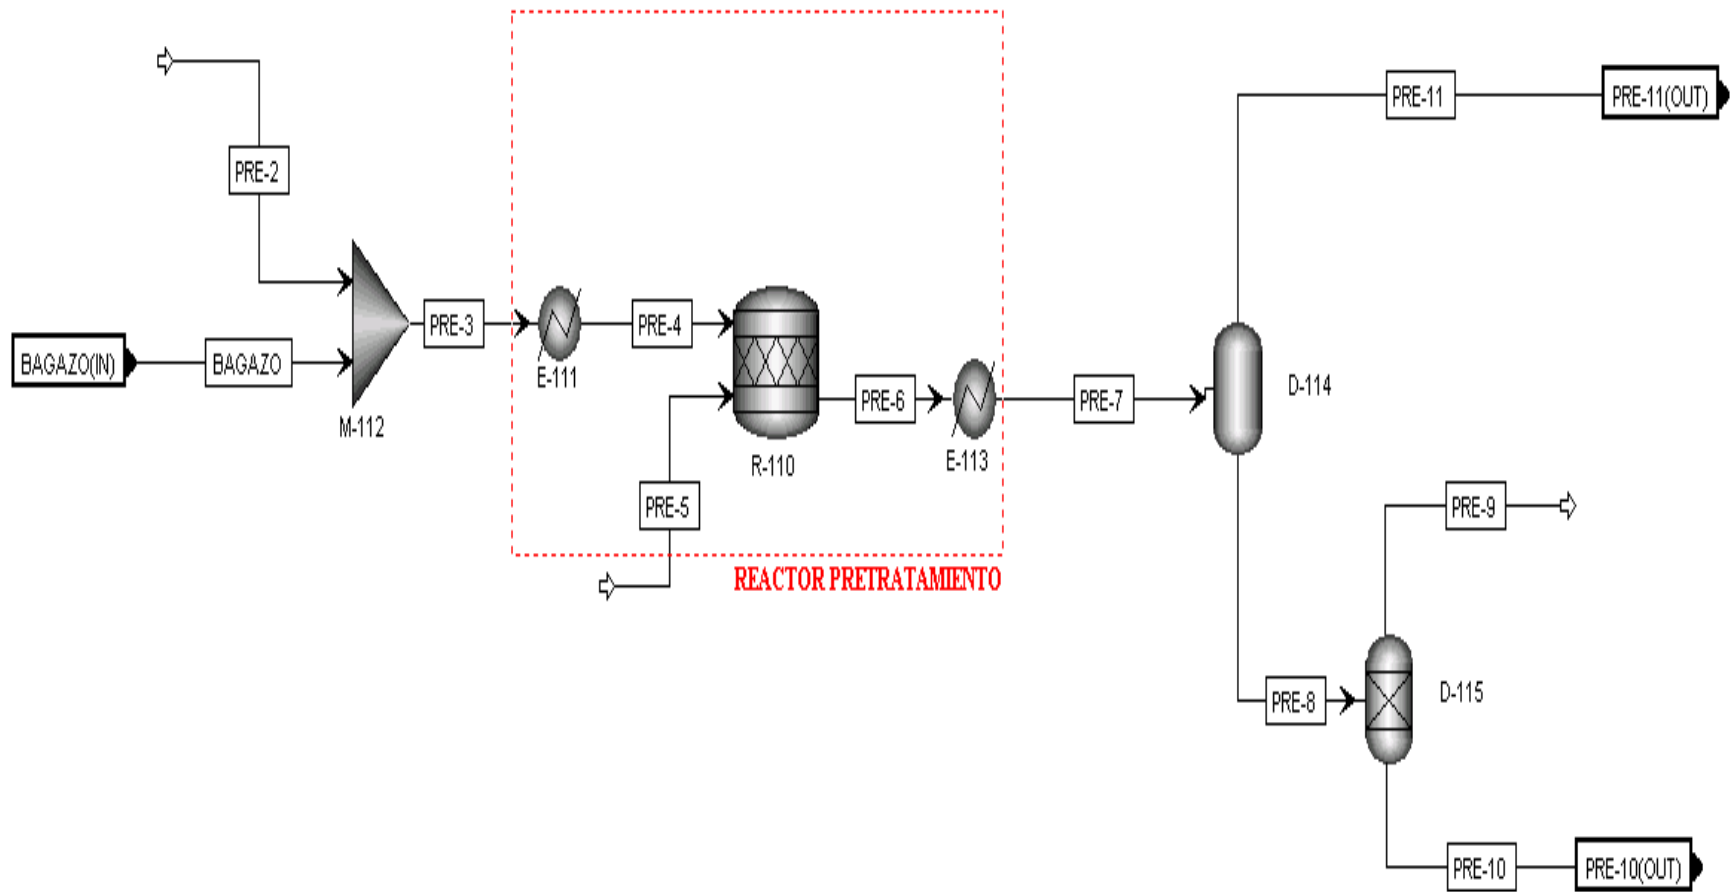 PRE-11
PRE-11(OUT)
PRE-2
PRE-3
PRE-4
BAGAZO(IN)
BAGAZO
E-111
M-112
PRE-6
PRE-7
D-114
R-110
E-113
PRE-5
PRE-9
REACTOR PRETRATAMIENTO
PRE-8
D-115
PRE-10
PRE-10(OUT)